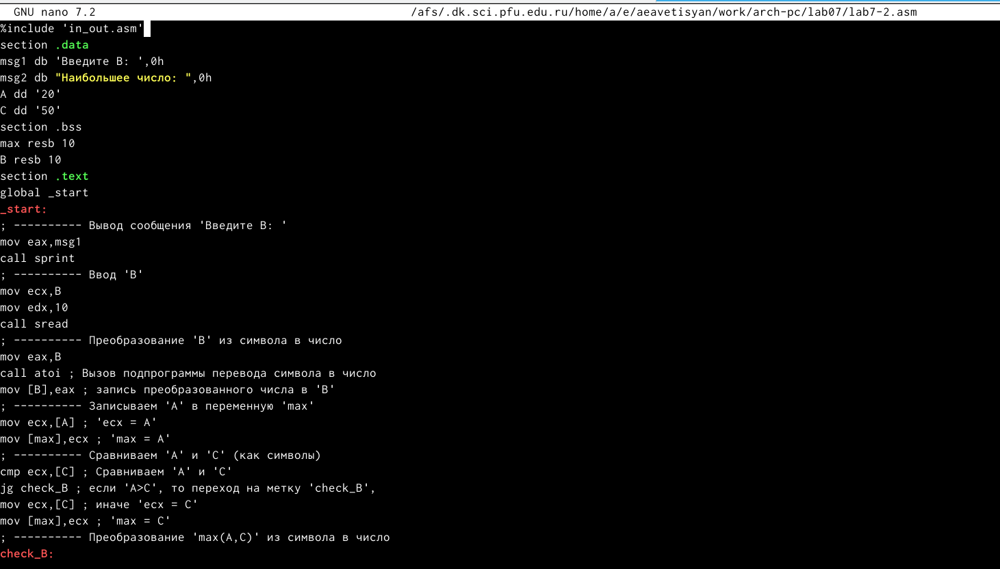 GNU nano 7.2 /afs/.dk.sci.pfu.edu.ru/home/a/e/aeavetisyan/work/arch-pc/lab07/lab7-2.asm
%include 'in_out.asm'
section .data
msg1 db 'Введите B: ',0h
msg2 db "Наибольшее число: ",0h
A dd '20'
C dd '50'
section .bss
max resb 10
B resb 10
section .text
global _start
_start:
; ---------- Вывод сообщения 'Введите B: '
mov eax,msg1
call sprint
; ---------- Ввод 'B'
mov ecx,B
mov edx,10
call sread
; ---------- Преобразование 'B' из символа в число
mov eax,B
call atoi ; Вызов подпрограммы перевода символа в число
mov [B],eax ; запись преобразованного числа в 'B'
; ---------- Записываем 'A' в переменную 'max'
mov ecx,[A] ; 'ecx = A'
mov [max],ecx ; 'max = A'
; ---------- Сравниваем 'A' и 'С' (как символы)
cmp ecx,[C] ; Сравниваем 'A' и 'С'
jg check_B ; если 'A>C', то переход на метку 'check_B',
mov ecx,[C] ; иначе 'ecx = C'
mov [max],ecx ; 'max = C'
; ---------- Преобразование 'max(A,C)' из символа в число
check_B: